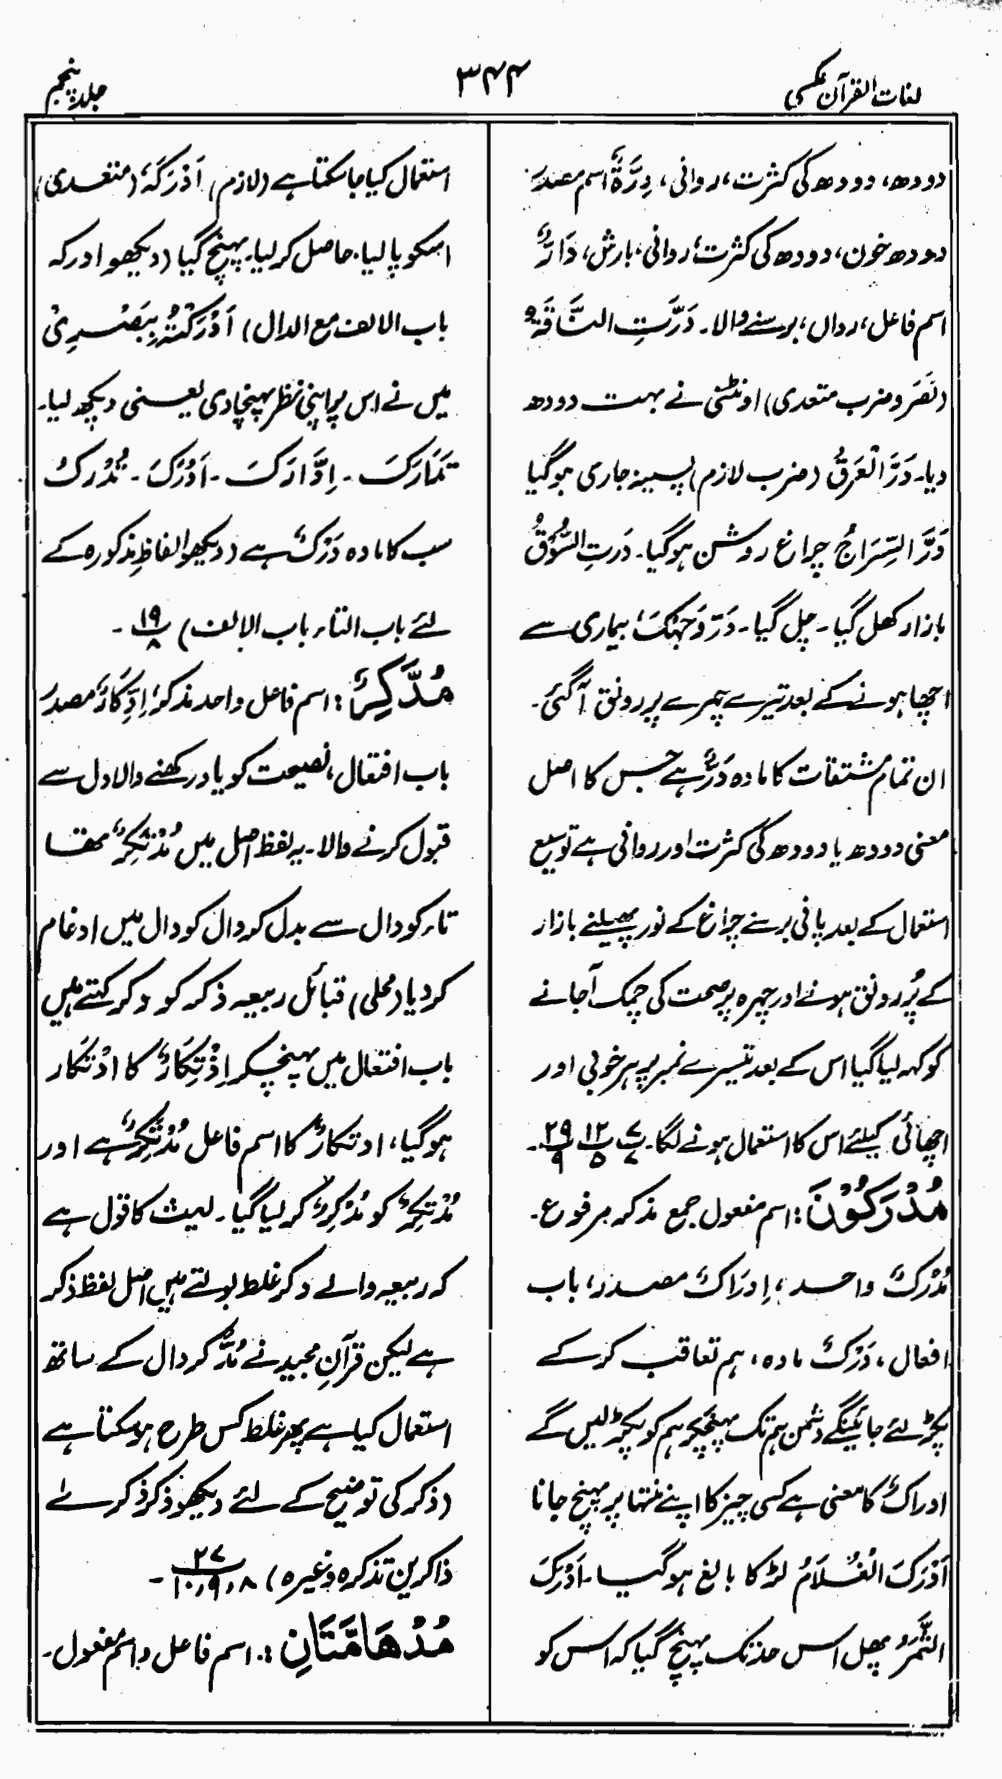 لغات القرآن عکسی
۳۴۴
جلد پنجم
دودھ، دودھ کی کثرت، روانی، دِرَّةٌ اسم مصدر
دودھ خون، دودھ کی کثرت، روانی، بارش، دَارٌّ
اسم فاعل، رواں، برسنے والا۔ دَرَّتِ النَّاقَةُ
(نَصَرَ و ضرب متعدی) اونٹنی نے بہت دودھ
دیا۔ دَرَّ الْعَرَقُ (ضرب لازم) پسینہ جاری ہوگیا
دَرَّ السِّرَاجُ چراغ روشن ہوگیا۔ دَرتِ السُّوْقُ
بازار کھل گیا۔ چل گیا۔ دَرَّ وَجْہُکَ، بیماری سے
اچھا ہونے کے بعد تیرے چہرے پر رونق آگئی۔
ان تمام مشتقات کا مادہ دَرٌّ ہے جس کا اصل
معنی دودھ یا دودھ کی کثرت اور روانی ہے توسیع
استعمال کے بعد پانی برسنے چراغ کے نور پھیلنے بازار
کے پُررونق ہونے اور چہرہ پر صحت کی چمک آجانے
کو کہہ لیا گیا اس کے بعد تیسرے نمبر پر ہر خوبی اور
اچھائی کیلئے اس کا استعمال ہونے لگا۔ ۷/۷ ۱۲/۵ ۲۹/۹۔
مُدْرَكُوْنَ: اسم مفعول جمع مذکر مرفوع۔
مُدْرَكٌ واحد، اِدْرَاكٌ مصدر، باب
افعال، دَرْكٌ مادہ، ہم تعاقب کر کے
پکڑ لئے جائینگے دشمن ہم تک پہنچکر ہم کو پکڑ لیں گے
ادراک کا معنی ہے کسی چیز کا اپنے منتہا پر پہنچ جانا
اَدْرَكَ الْغُلَامُ لڑکا بالغ ہوگیا۔ اَدْرَكَ
الثَّمَرُ پھل اس حد تک پہنچ گیا کہ اس کو
استعمال کیا جاسکتا ہے (لازم) اَدْرَكَهٗ (متعدی)
اسکو پالیا، حاصل کرلیا۔ پہنچ گیا (دیکھو ادرکہ
باب الالف مع الدال) اَدْرَكْتُهٗ بِبَصَرِیْ
میں نے اس پر اپنی نظر پہنچادی یعنی دیکھ لیا۔
تَدَارَكَ۔ اِدَّارَكَ۔ اَدْرَكَ۔ تُدْرِكُ
سب کا مادہ دَرْكٌ ہے (دیکھو الفاظِ مذکورہ کے
لئے باب التاء باب الالف) ۱۹/۸۔
مُدَّكِرٍ: اسم فاعل واحد مذکر، اِدِّكَارٌ مصدر
باب افتعال، نصیحت کو یاد رکھنے والا دل سے
قبول کرنے والا۔ یہ لفظ اصل میں مُذْتَكِرٌ تھا
تاء کو دال سے بدل کر دال کو دال میں ادغام
کر دیا (محلی) قبائل ربیعہ ذکر کو دکر کہتے ہیں
باب افتعال میں پہنچکر اِذْتِكَارٌ کا ادْتکار
ہوگیا، ادتکارٌ کا اسم فاعل مُدْتَكِرٌ ہے اور
مُدْتَكِرٌ کو مُدَّكِرٌ کر لیا گیا۔ لیث کا قول ہے
کہ ربیعہ والے دکر غلط بولتے ہیں اصل لفظ ذکر
ہے لیکن قرآنِ مجید نے مُدَّکر دال کے ساتھ
استعمال کیا ہے پھر غلط کس طرح ہوسکتا ہے
(ذکر کی توضیح کے لئے دیکھو ذکر ذکرے
ذاکرین تذکرہ وغیرہ) ۲۷/۸،۹،۱۰۔
مُدْهَامَّتَانِ:۔ اسم فاعل و اسم مفعول۔